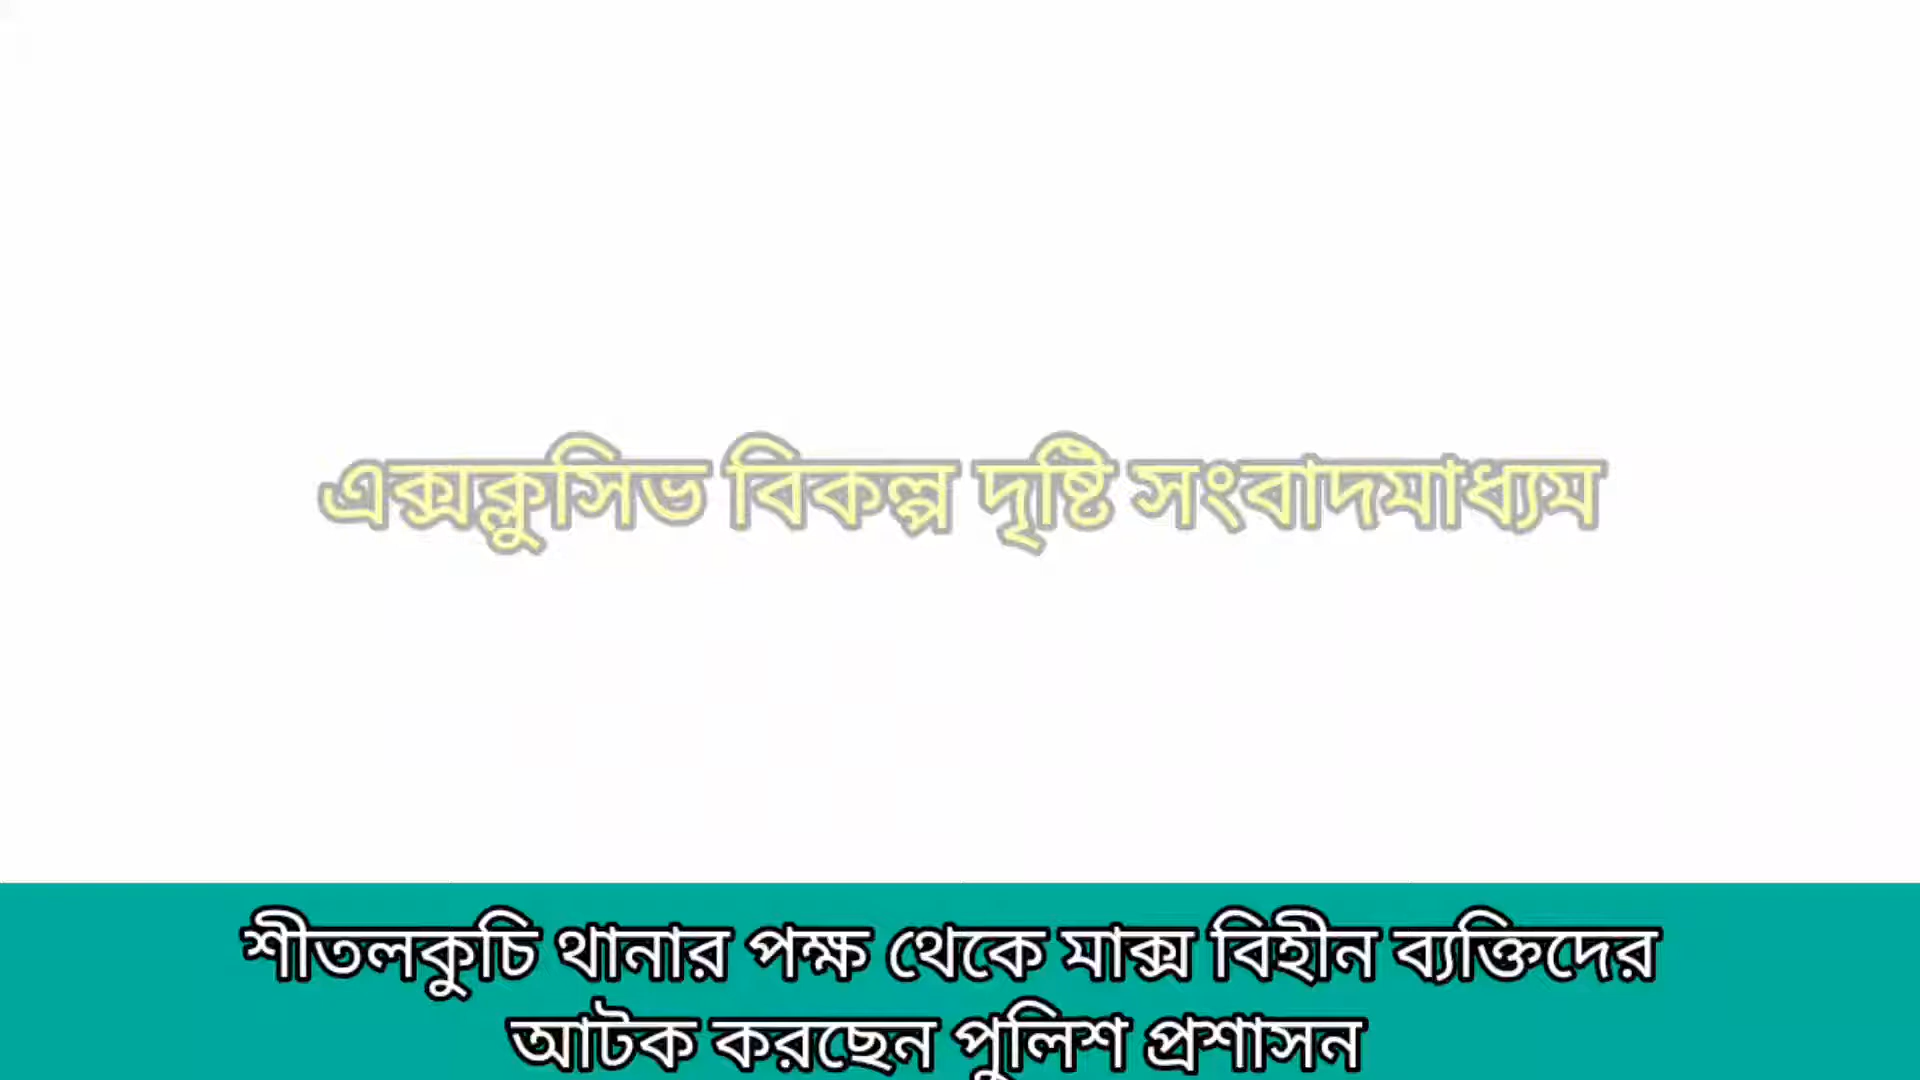 এক্সক্লুসিভ বিকল্প দৃষ্টি সংবাদমাধ্যম
শীতলকুচি থানার পক্ষ থেকে মাক্স বিহীন ব্যক্তিদের
আটক করছেন পুলিশ প্রশাসন